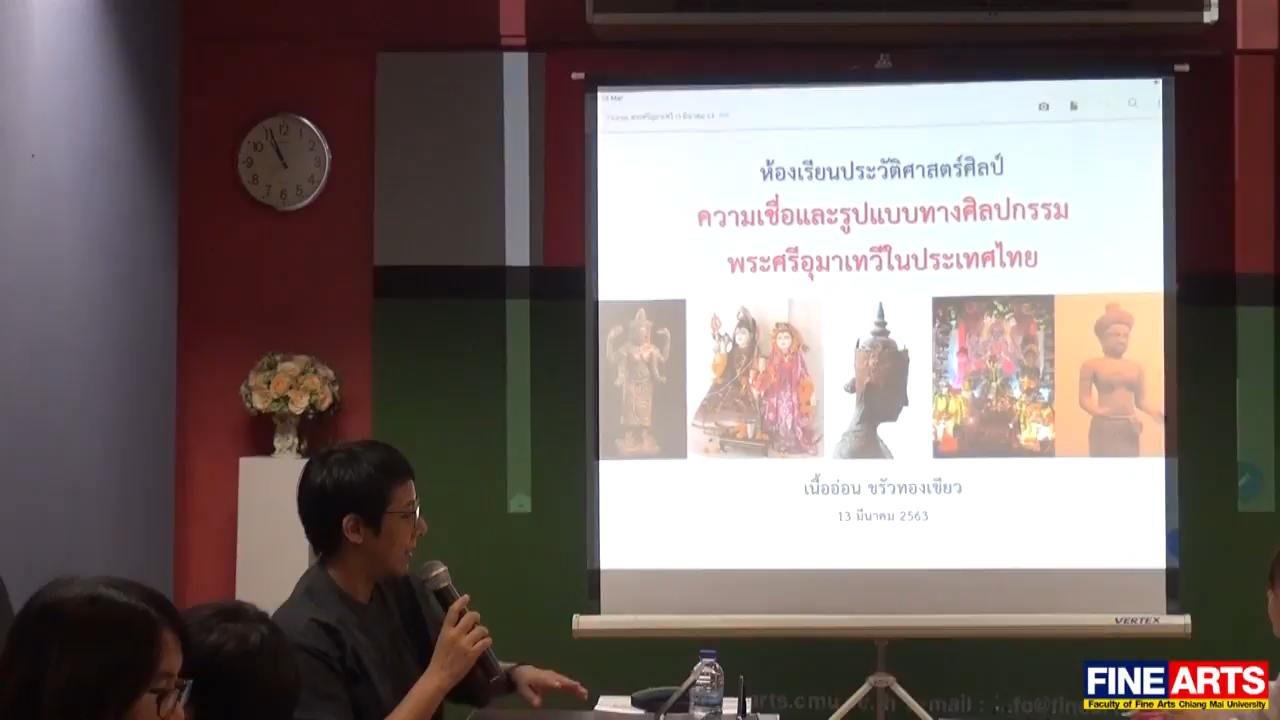 ห้องเรียนประวัติศาสตร์ศิลป์
ความเชื่อและรูปแบบทางศิลปกรรม
พระศรีอุมาเทวีในประเทศไทย
เนื้ออ่อน ขรัวทองเขียว
13 มีนาคม 2563
VERTEX
FINE ARTS
Faculty of Fine Arts Chiang Mai University